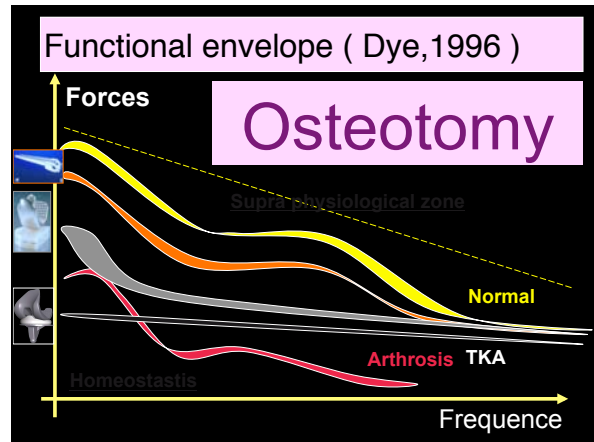 Functional envelope ( Dye,1996 )
Forces
Osteotomy
Supra physiological zone
Normal
Arthrosis TKA
Homeostastis
Frequence